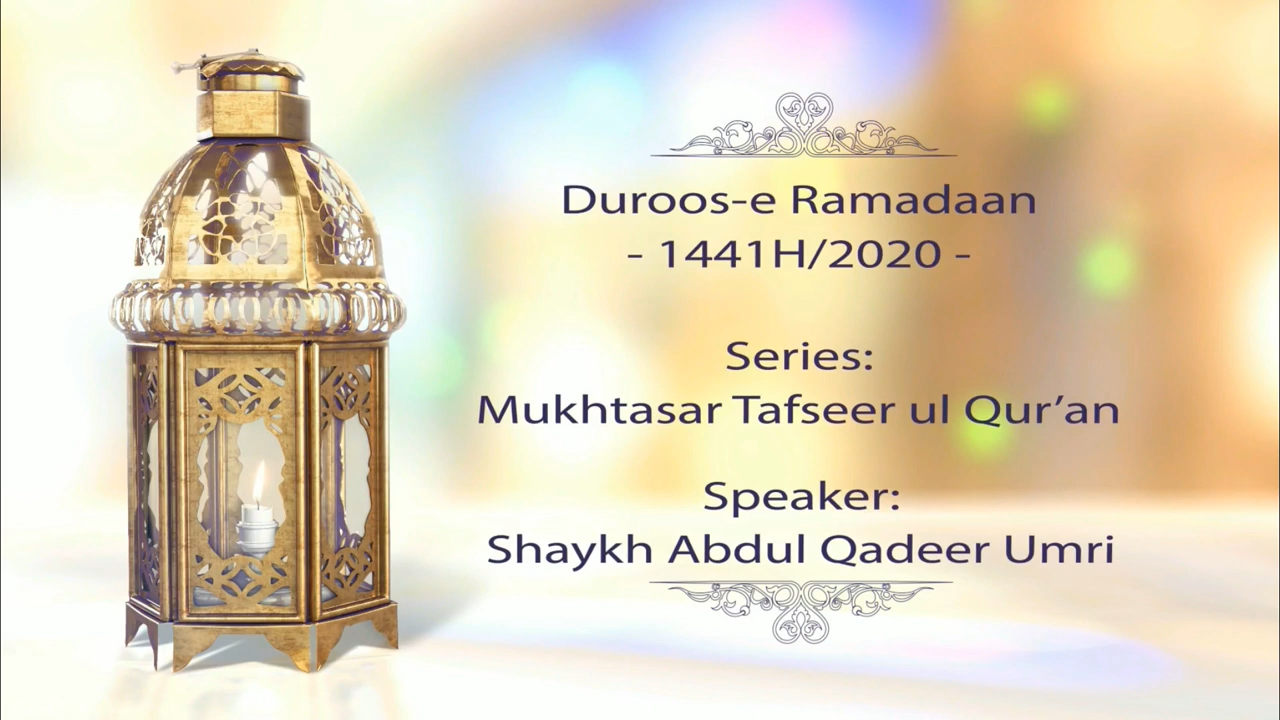 Duroos-e Ramadaan
- 1441H/2020 -
Series:
Mukhtasar Tafseer ul Qur’an
Speaker:
Shaykh Abdul Qadeer Umri